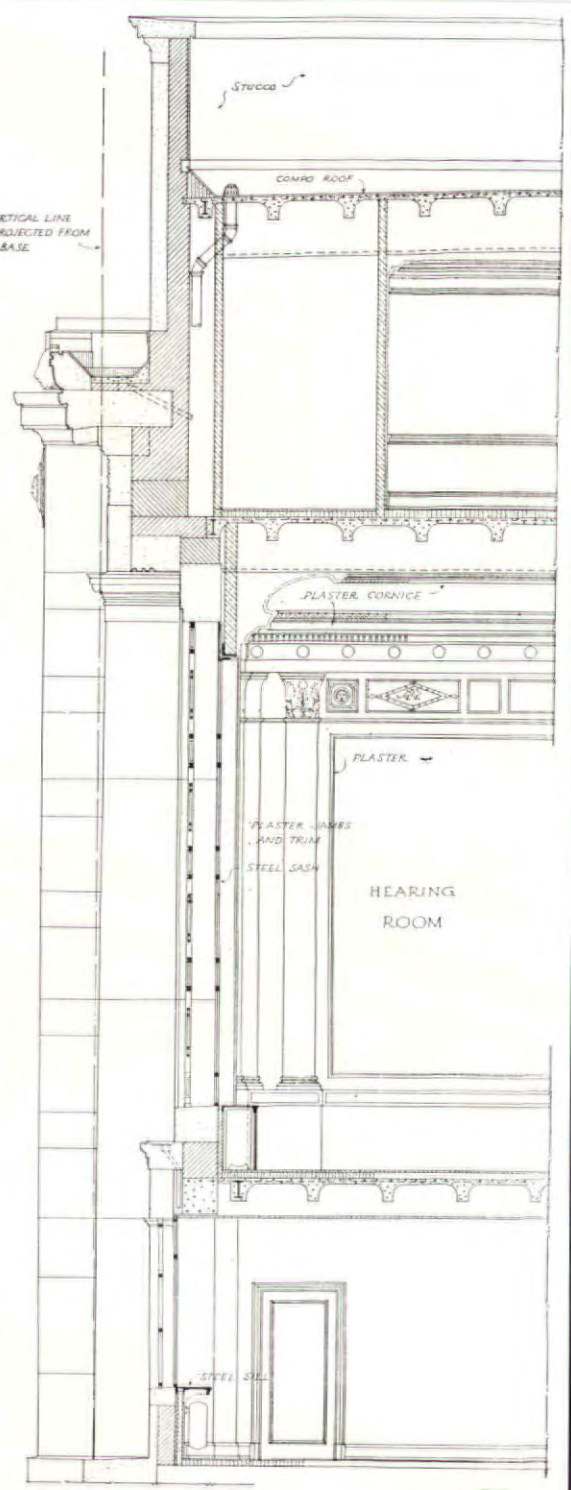 STUCCO
COMPO ROOF
RTICAL LINE
ROJECTED FROM
BASE
PLASTER CORNICE
PLASTER
PLASTER JAMBS
AND TRIM
STEEL SASH
HEARING
ROOM
STEEL SILL